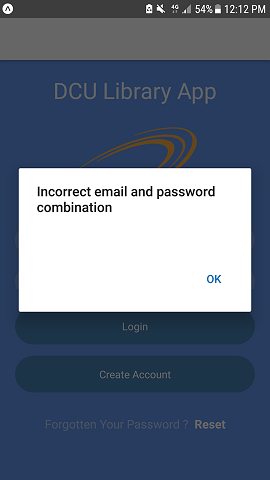 4G 54% 12:12 PM
DCU Library App
Incorrect email and password
combination
OK
Login
Create Account
Forgotten Your Password ? Reset